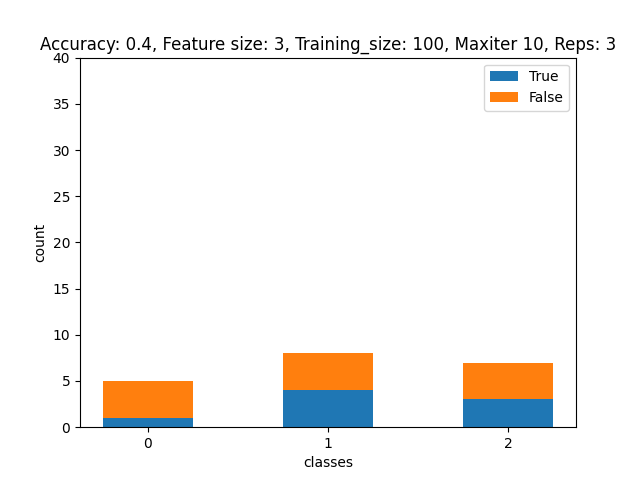 Accuracy: 0.4, Feature size: 3, Training_size: 100, Maxiter 10, Reps: 3
True
False
40
35
30
25
20
15
10
5
0
count
0 1 2
classes